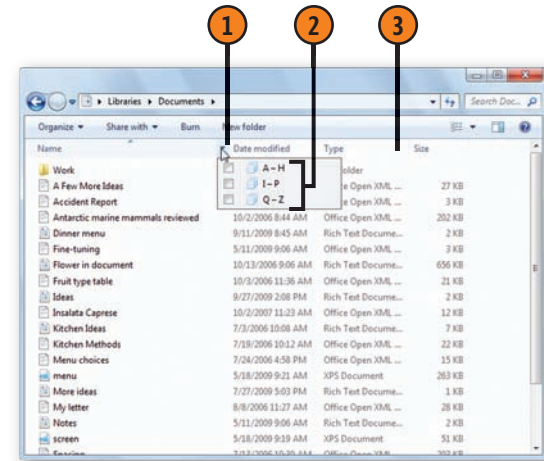 1 2 3
Libraries Documents Search Doc...
Organize Share with Burn New folder
Name Date modified Type Size
Work older
A Few More Ideas A – H e Open XML ... 27 KB
Accident Report I – P e Open XML ... 3 KB
Antarctic marine mammals reviewed Q – Z 10/2/2006 8:44 AM Office Open XML ... 202 KB
Dinner menu 9/11/2009 8:45 AM Rich Text Docume... 2 KB
Fine-tuning 5/11/2009 9:06 AM Office Open XML ... 3 KB
Flower in document 10/13/2006 9:06 AM Rich Text Docume... 656 KB
Fruit type table 10/3/2006 11:36 AM Office Open XML ... 21 KB
Ideas 9/27/2009 2:08 PM Rich Text Docume... 2 KB
Insalata Caprese 10/2/2007 11:23 AM Office Open XML ... 12 KB
Kitchen Ideas 7/3/2006 10:08 AM Rich Text Docume... 7 KB
Kitchen Methods 7/19/2006 10:12 AM Office Open XML ... 22 KB
Menu choices 7/24/2006 4:58 PM Office Open XML ... 15 KB
menu 5/18/2009 9:21 AM XPS Document 263 KB
More ideas 7/27/2009 5:03 PM Rich Text Docume... 1 KB
My letter 8/8/2006 11:27 AM Office Open XML ... 28 KB
Notes 5/11/2009 9:06 AM Rich Text Docume... 2 KB
screen 5/18/2009 9:19 AM XPS Document 51 KB